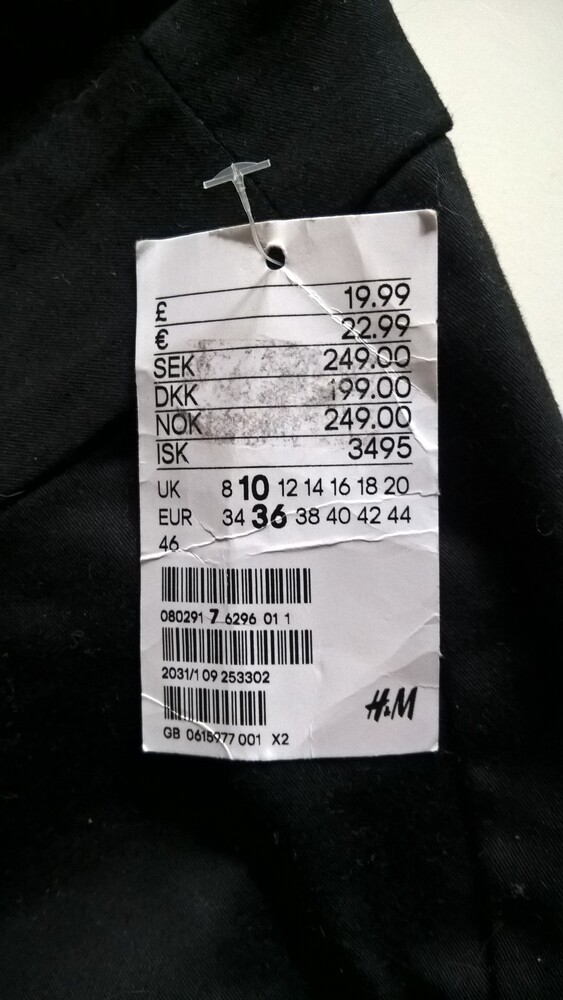 £ 19.99
€ 22.99
SEK 249.00
DKK 199.00
NOK 249.00
ISK 3495
UK 8 10 12 14 16 18 20
EUR 34 36 38 40 42 44
46
080291 7 6296 01 1
2031/1 09 253302
H&M
GB 0615977 001 X2